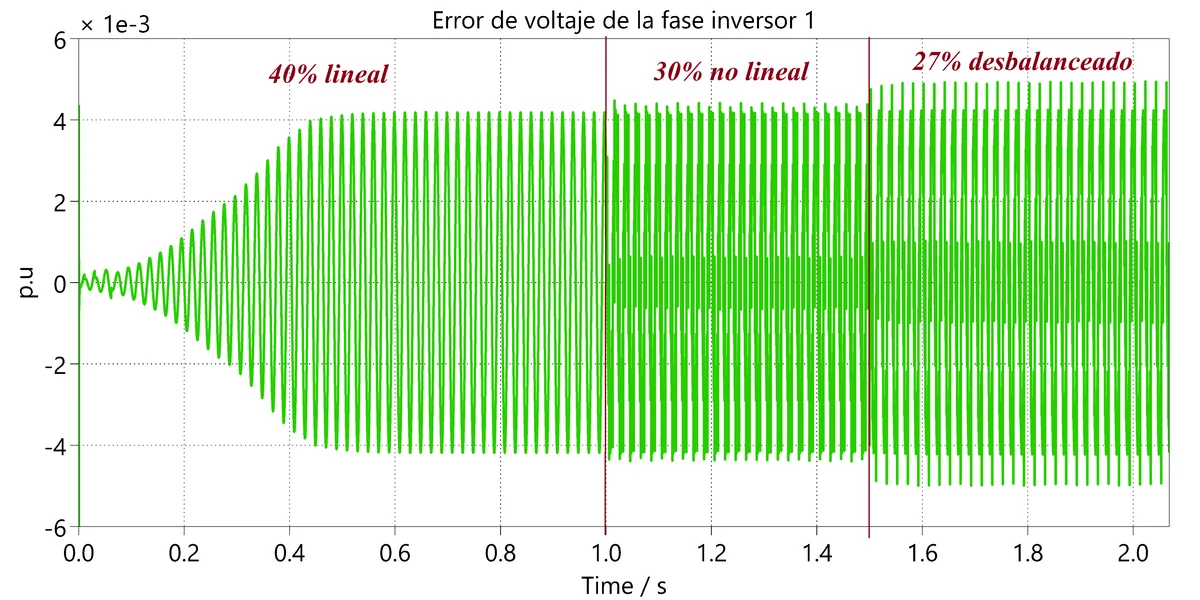 Error de voltaje de la fase inversor 1
× 1e-3
6
40% lineal
30% no lineal
27% desbalanceado
4
2
0
p.u
-2
-4
-6
0.0 0.2 0.4 0.6 0.8 1.0 1.2 1.4 1.6 1.8 2.0
Time / s